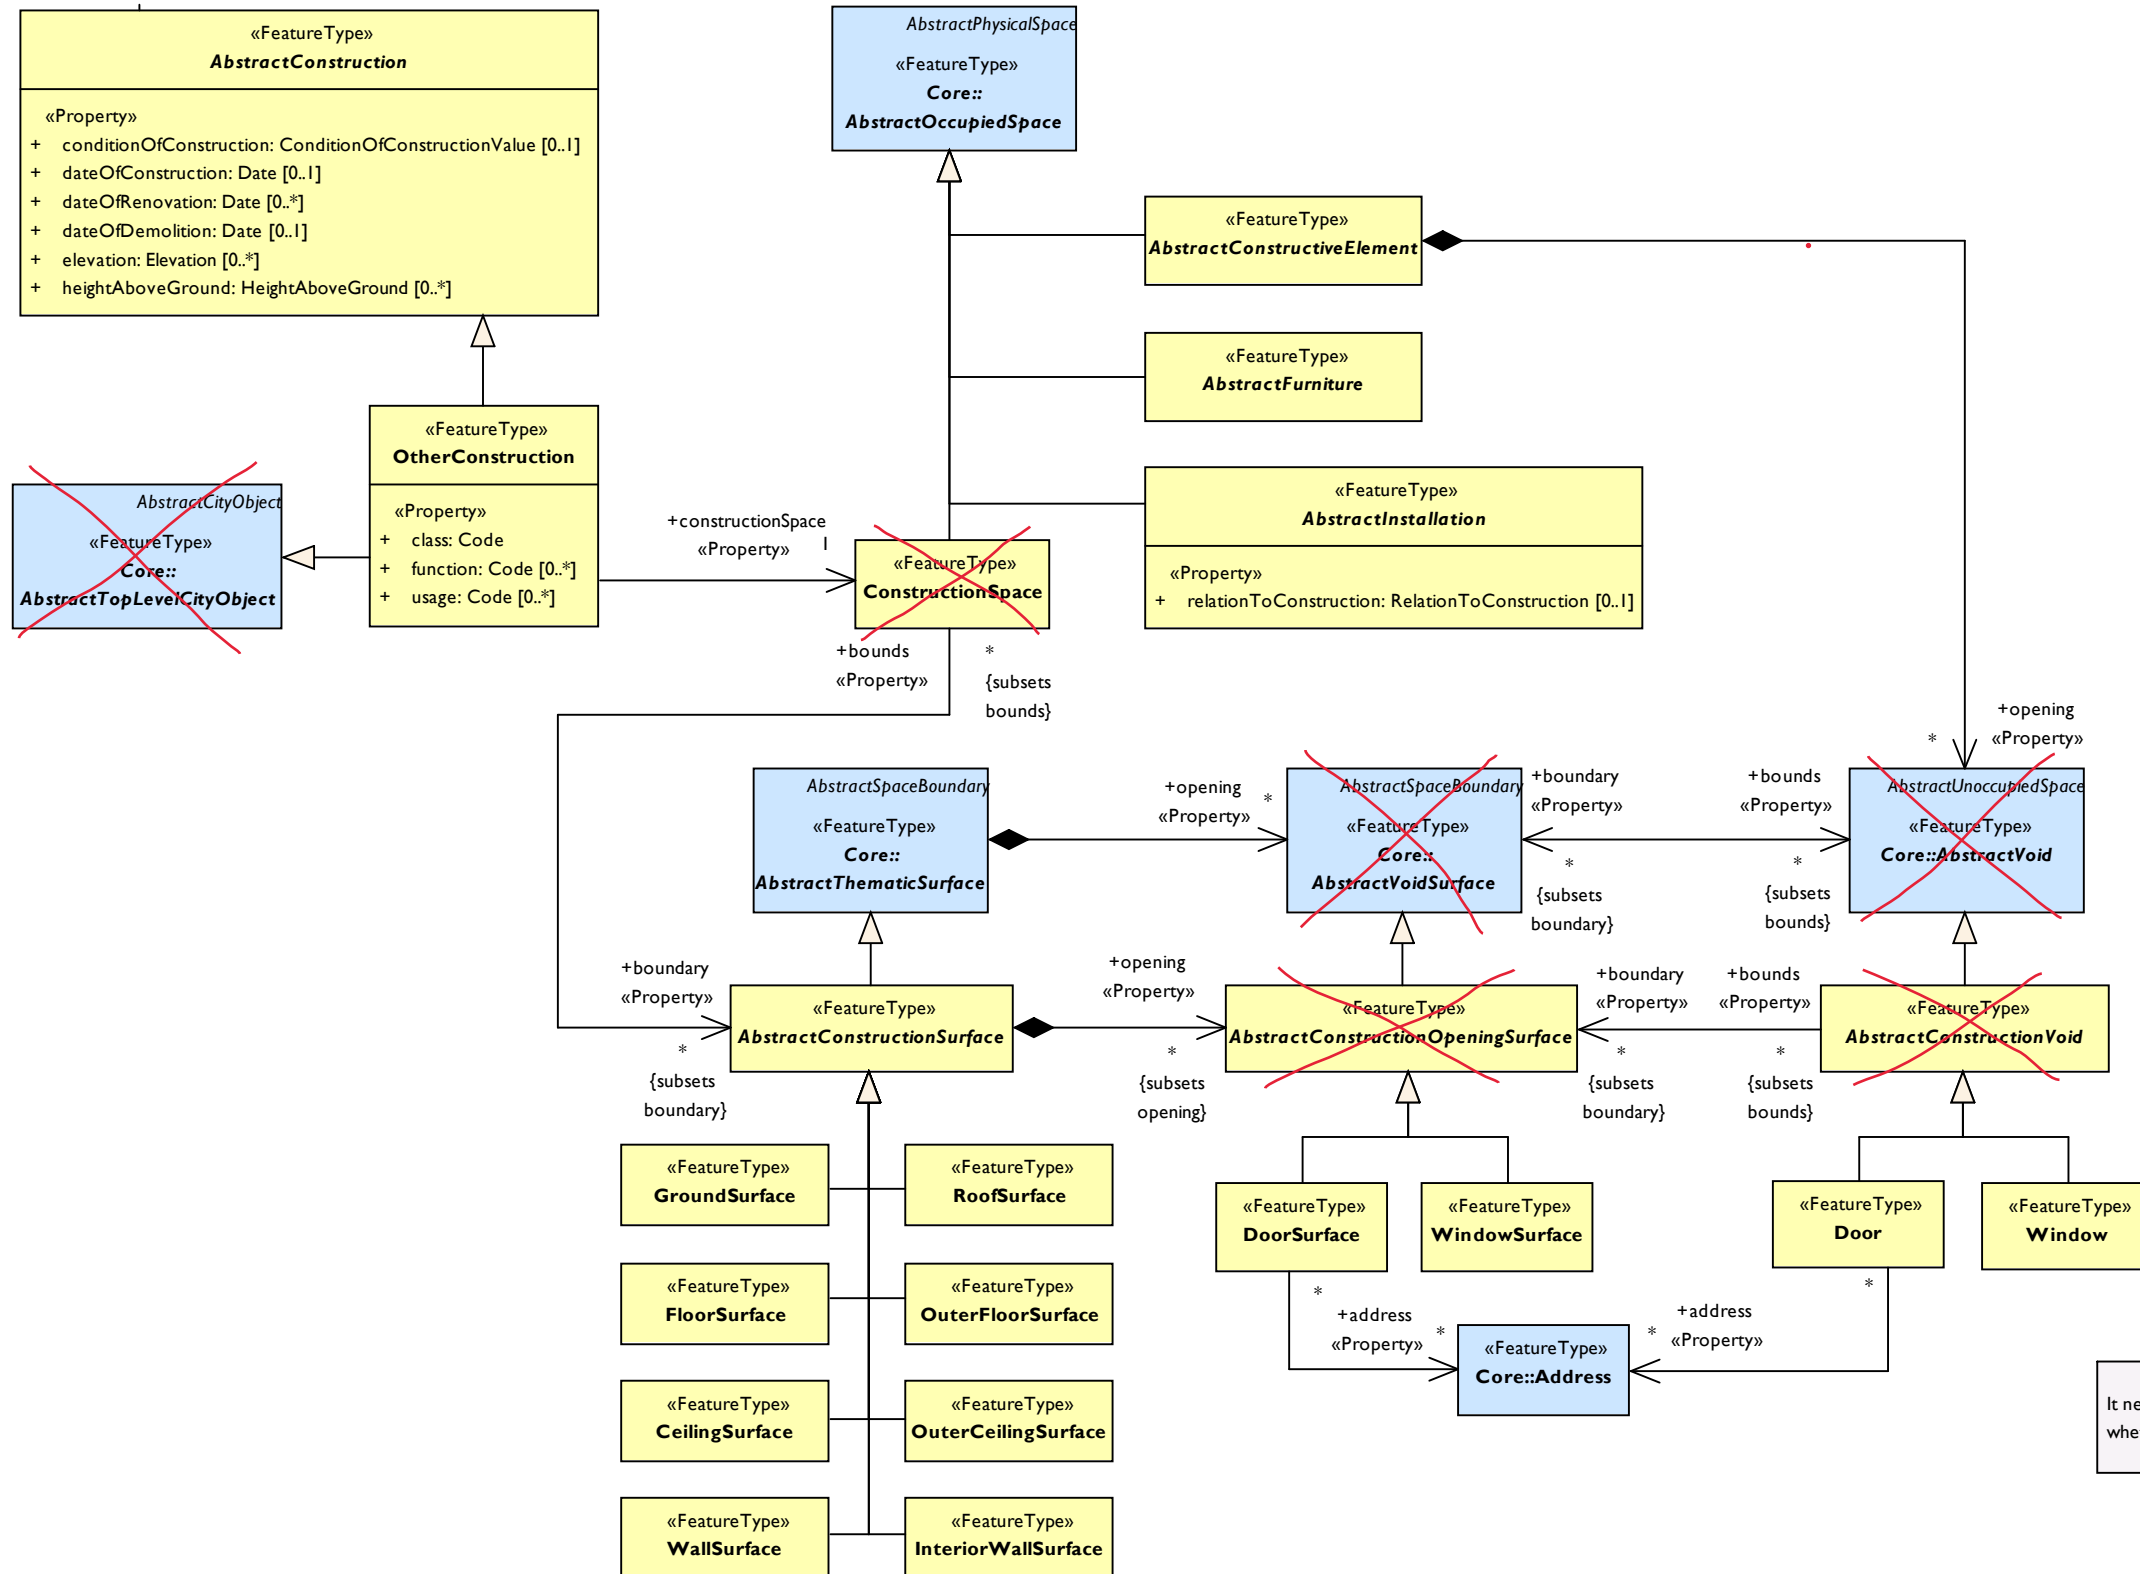 «FeatureType»
AbstractConstruction
«Property»
+ conditionOfConstruction: ConditionOfConstructionValue [0..1]
+ dateOfConstruction: Date [0..1]
+ dateOfRenovation: Date [0..*]
+ dateOfDemolition: Date [0..1]
+ elevation: Elevation [0..*]
+ heightAboveGround: HeightAboveGround [0..*]
AbstractPhysicalSpace
«FeatureType»
Core::
AbstractOccupiedSpace
«FeatureType»
AbstractConstructiveElement
«FeatureType»
AbstractFurniture
«FeatureType»
OtherConstruction
«Property»
+ class: Code
+ function: Code [0..*]
+ usage: Code [0..*]
AbstractCityObject
«FeatureType»
Core::
AbstractTopLevelCityObject
+constructionSpace
«Property» 1
«FeatureType»
ConstructionSpace
«FeatureType»
AbstractInstallation
«Property»
+ relationToConstruction: RelationToConstruction [0..1]
+bounds
«Property»
*
{subsets
bounds}
+opening
* «Property»
AbstractSpaceBoundary
«FeatureType»
Core::
AbstractThematicSurface
+opening
«Property» *
AbstractSpaceBoundary
«FeatureType»
Core::
AbstractVoidSurface
+boundary
«Property»
*
{subsets
boundary}
+bounds
«Property»
*
{subsets
bounds}
AbstractUnoccupiedSpace
«FeatureType»
Core::AbstractVoid
+boundary
«Property»
*
{subsets
boundary}
«FeatureType»
AbstractConstructionSurface
+opening
«Property»
*
{subsets
opening}
«FeatureType»
AbstractConstructionOpeningSurface
+boundary
«Property»
*
{subsets
boundary}
+bounds
«Property»
*
{subsets
bounds}
«FeatureType»
AbstractConstructionVoid
«FeatureType»
GroundSurface
«FeatureType»
RoofSurface
«FeatureType»
DoorSurface
«FeatureType»
WindowSurface
«FeatureType»
Door
«FeatureType»
Window
«FeatureType»
FloorSurface
«FeatureType»
OuterFloorSurface
*
+address
«Property» *
«FeatureType»
Core::Address
*
+address
* «Property»
«FeatureType»
CeilingSurface
«FeatureType»
OuterCeilingSurface
It ne
whe
«FeatureType»
WallSurface
«FeatureType»
InteriorWallSurface